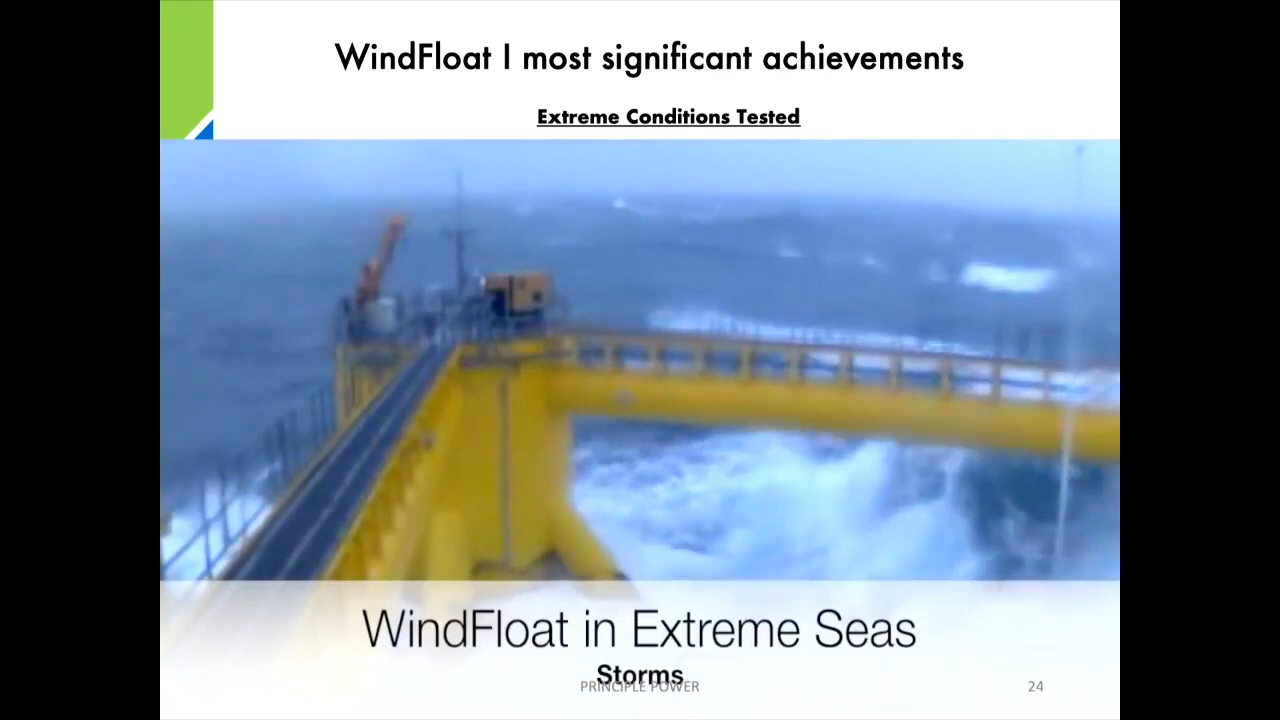 WindFloat I most significant achievements
Extreme Conditions Tested
WindFloat in Extreme Seas
Storms
PRINCIPLE POWER
24